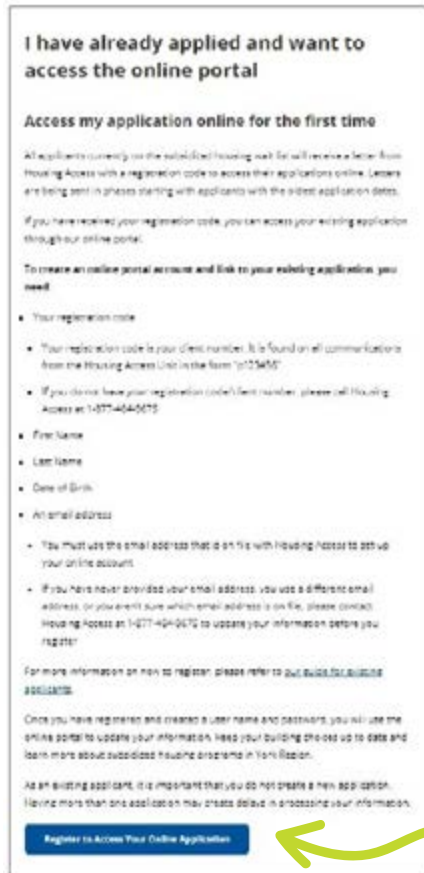 I have already applied and want to
access the online portal
Access my application online for the first time
All applicants currently on the subsidized housing wait list will receive a letter from
Housing Access with a registration code to access their applications online. Letters
are being sent in phases starting with applicants with the oldest application dates.
If you have received your registration code, you can access your existing application
through our online portal.
To create an online portal account and link to your existing application, you
need:
Your registration code
Your registration code is your client number. It is found on all communications
from the Housing Access Unit in the form "c123456"
If you do not have your registration code/client number, please call Housing
Access at
First Name
Last Name
Date of Birth
An email address
You must use the email address that is on file with Housing Access to set up
your online account
If you have never provided your email address, you use a different email
address, or you aren't sure which email address is on file, please contact
Housing Access at to update your information before you
register
For more information on how to register, please refer to our guide for existing
applicants.
Once you have registered and created a user name and password, you will use the
online portal to update your information, keep your building choices up to date and
learn more about subsidized housing programs in York Region.
As an existing applicant, it is important that you do not create a new application.
Having more than one application may create delays in processing your information.
Register to Access Your Online Application